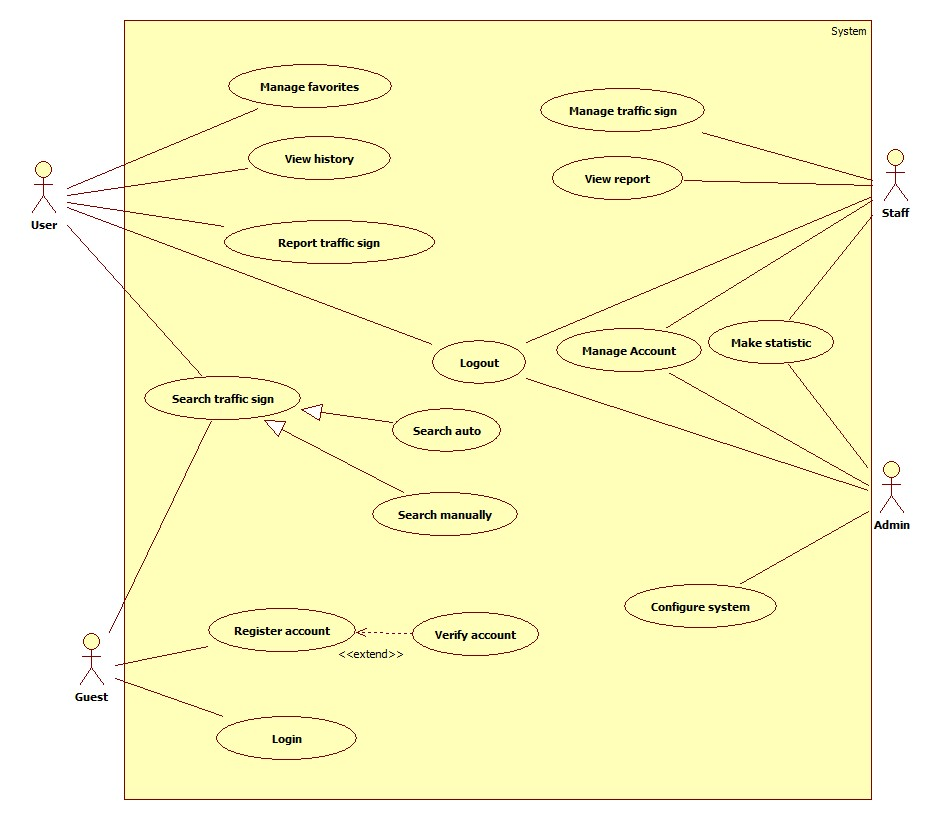 System
Manage favorites
Manage traffic sign
View history
View report
User
Staff
Report traffic sign
Logout
Manage Account
Make statistic
Search traffic sign
Search auto
Search manually
Admin
Configure system
Register account
Verify account
<<extend>>
Guest
Login